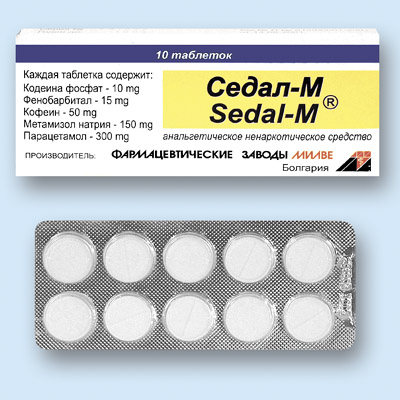 10 таблеток
Каждая таблетка содержит:
Кодеина фосфат - 10 mg
Фенобарбитал - 15 mg
Кофеин - 50 mg
Метамизол натрия - 150 mg
Парацетамол - 300 mg
Седал-М
Sedal-M®
анальгетическое ненаркотическое средство
ПРОИЗВОДИТЕЛЬ: ФАРМАЦЕВТИЧЕСКИЕ ЗАВОДЫ МИЛВЕ
Болгария